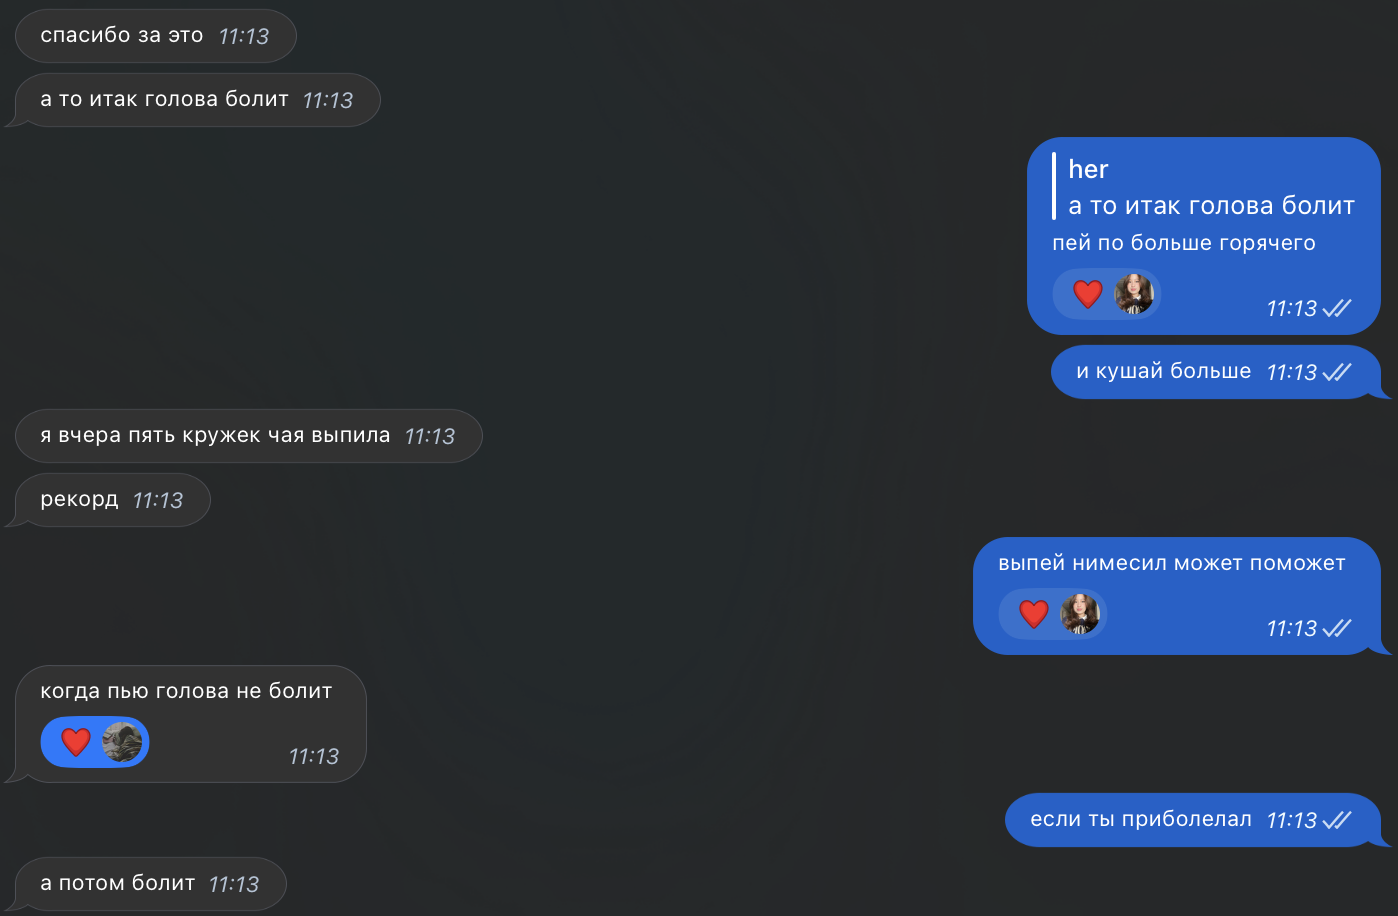 спасибо за это 11:13
а то итак голова болит 11:13
her
а то итак голова болит
пей по больше горячего
11:13
и кушай больше 11:13
я вчера пять кружек чая выпила 11:13
рекорд 11:13
выпей нимесил может поможет
11:13
когда пью голова не болит
11:13
если ты приболелал 11:13
а потом болит 11:13